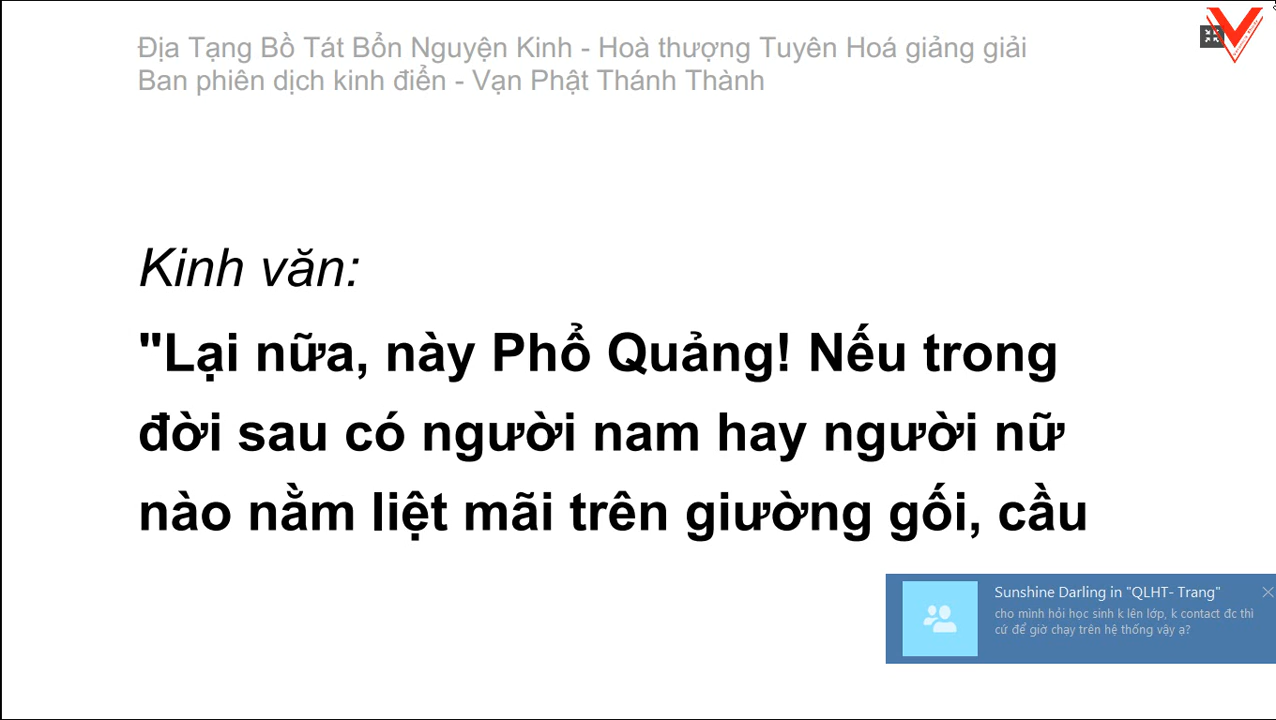 Địa Tạng Bồ Tát Bổn Nguyện Kinh - Hoà thượng Tuyên Hoá giảng giải
Ban phiên dịch kinh điển - Vạn Phật Thánh Thành
Kinh văn:
"Lại nữa, này Phổ Quảng! Nếu trong
đời sau có người nam hay người nữ
nào nằm liệt mãi trên giường gối, cầu
Sunshine Darling in "QLHT- Trang"
cho mình hỏi học sinh k lên lớp, k contact đc thì
cứ để giờ chạy trên hệ thống vậy ạ?